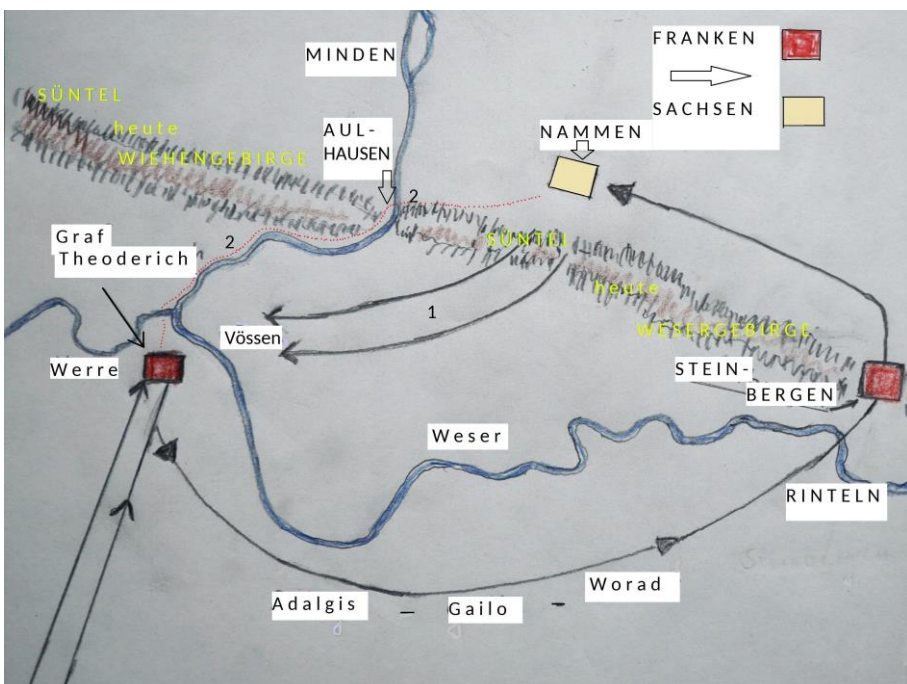 FRANKEN
SACHSEN
MINDEN
SÜNTEL
heute
WIEHENGEBIRGE
AUL-
HAUSEN
NAMMEN
2
2
Graf
Theoderich
SÜNTEL
heute
WESERGEBIRGE
1
Vössen
Werre
STEIN-
BERGEN
Weser
RINTELN
Adalgis – Gailo - Worad